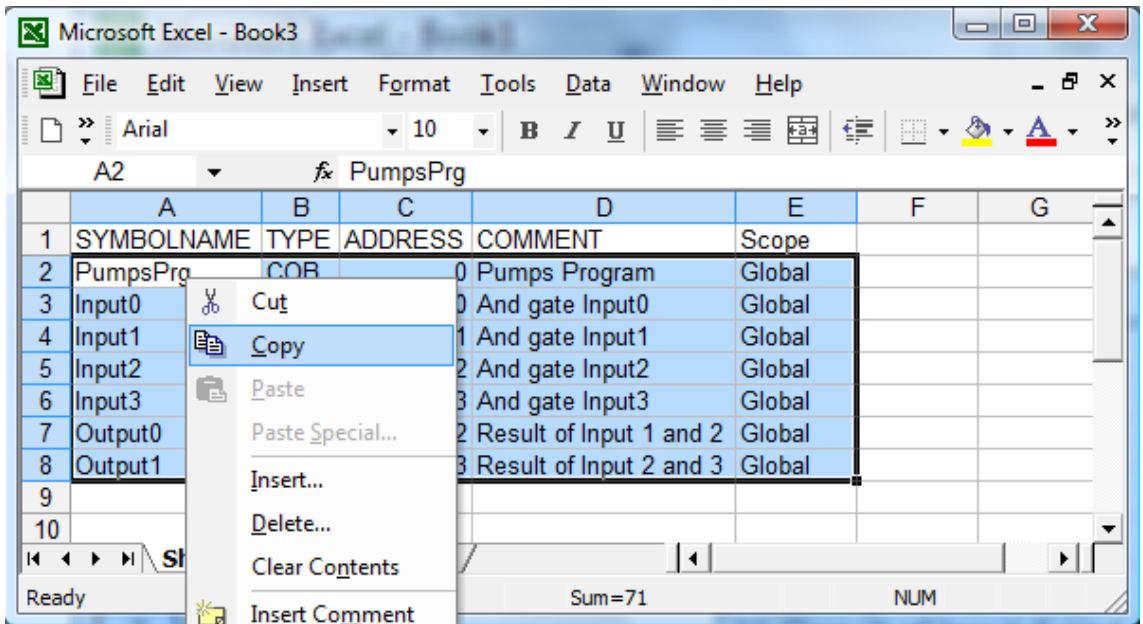 Microsoft Excel - Book3
File Edit View Insert Format Tools Data Window Help
Arial 10 B I U A
A2 fx PumpsPrg
A B C D E F G
1 SYMBOLNAME TYPE ADDRESS COMMENT Scope
2 PumpsPrg COB 0 Pumps Program Global
3 Input0 0 And gate Input0 Global
4 Input1 1 And gate Input1 Global
5 Input2 2 And gate Input2 Global
6 Input3 3 And gate Input3 Global
7 Output0 2 Result of Input 1 and 2 Global
8 Output1 3 Result of Input 2 and 3 Global
9
10
Cut
Copy
Paste
Paste Special...
Insert...
Delete...
Clear Contents
Insert Comment
Ready Sum=71 NUM